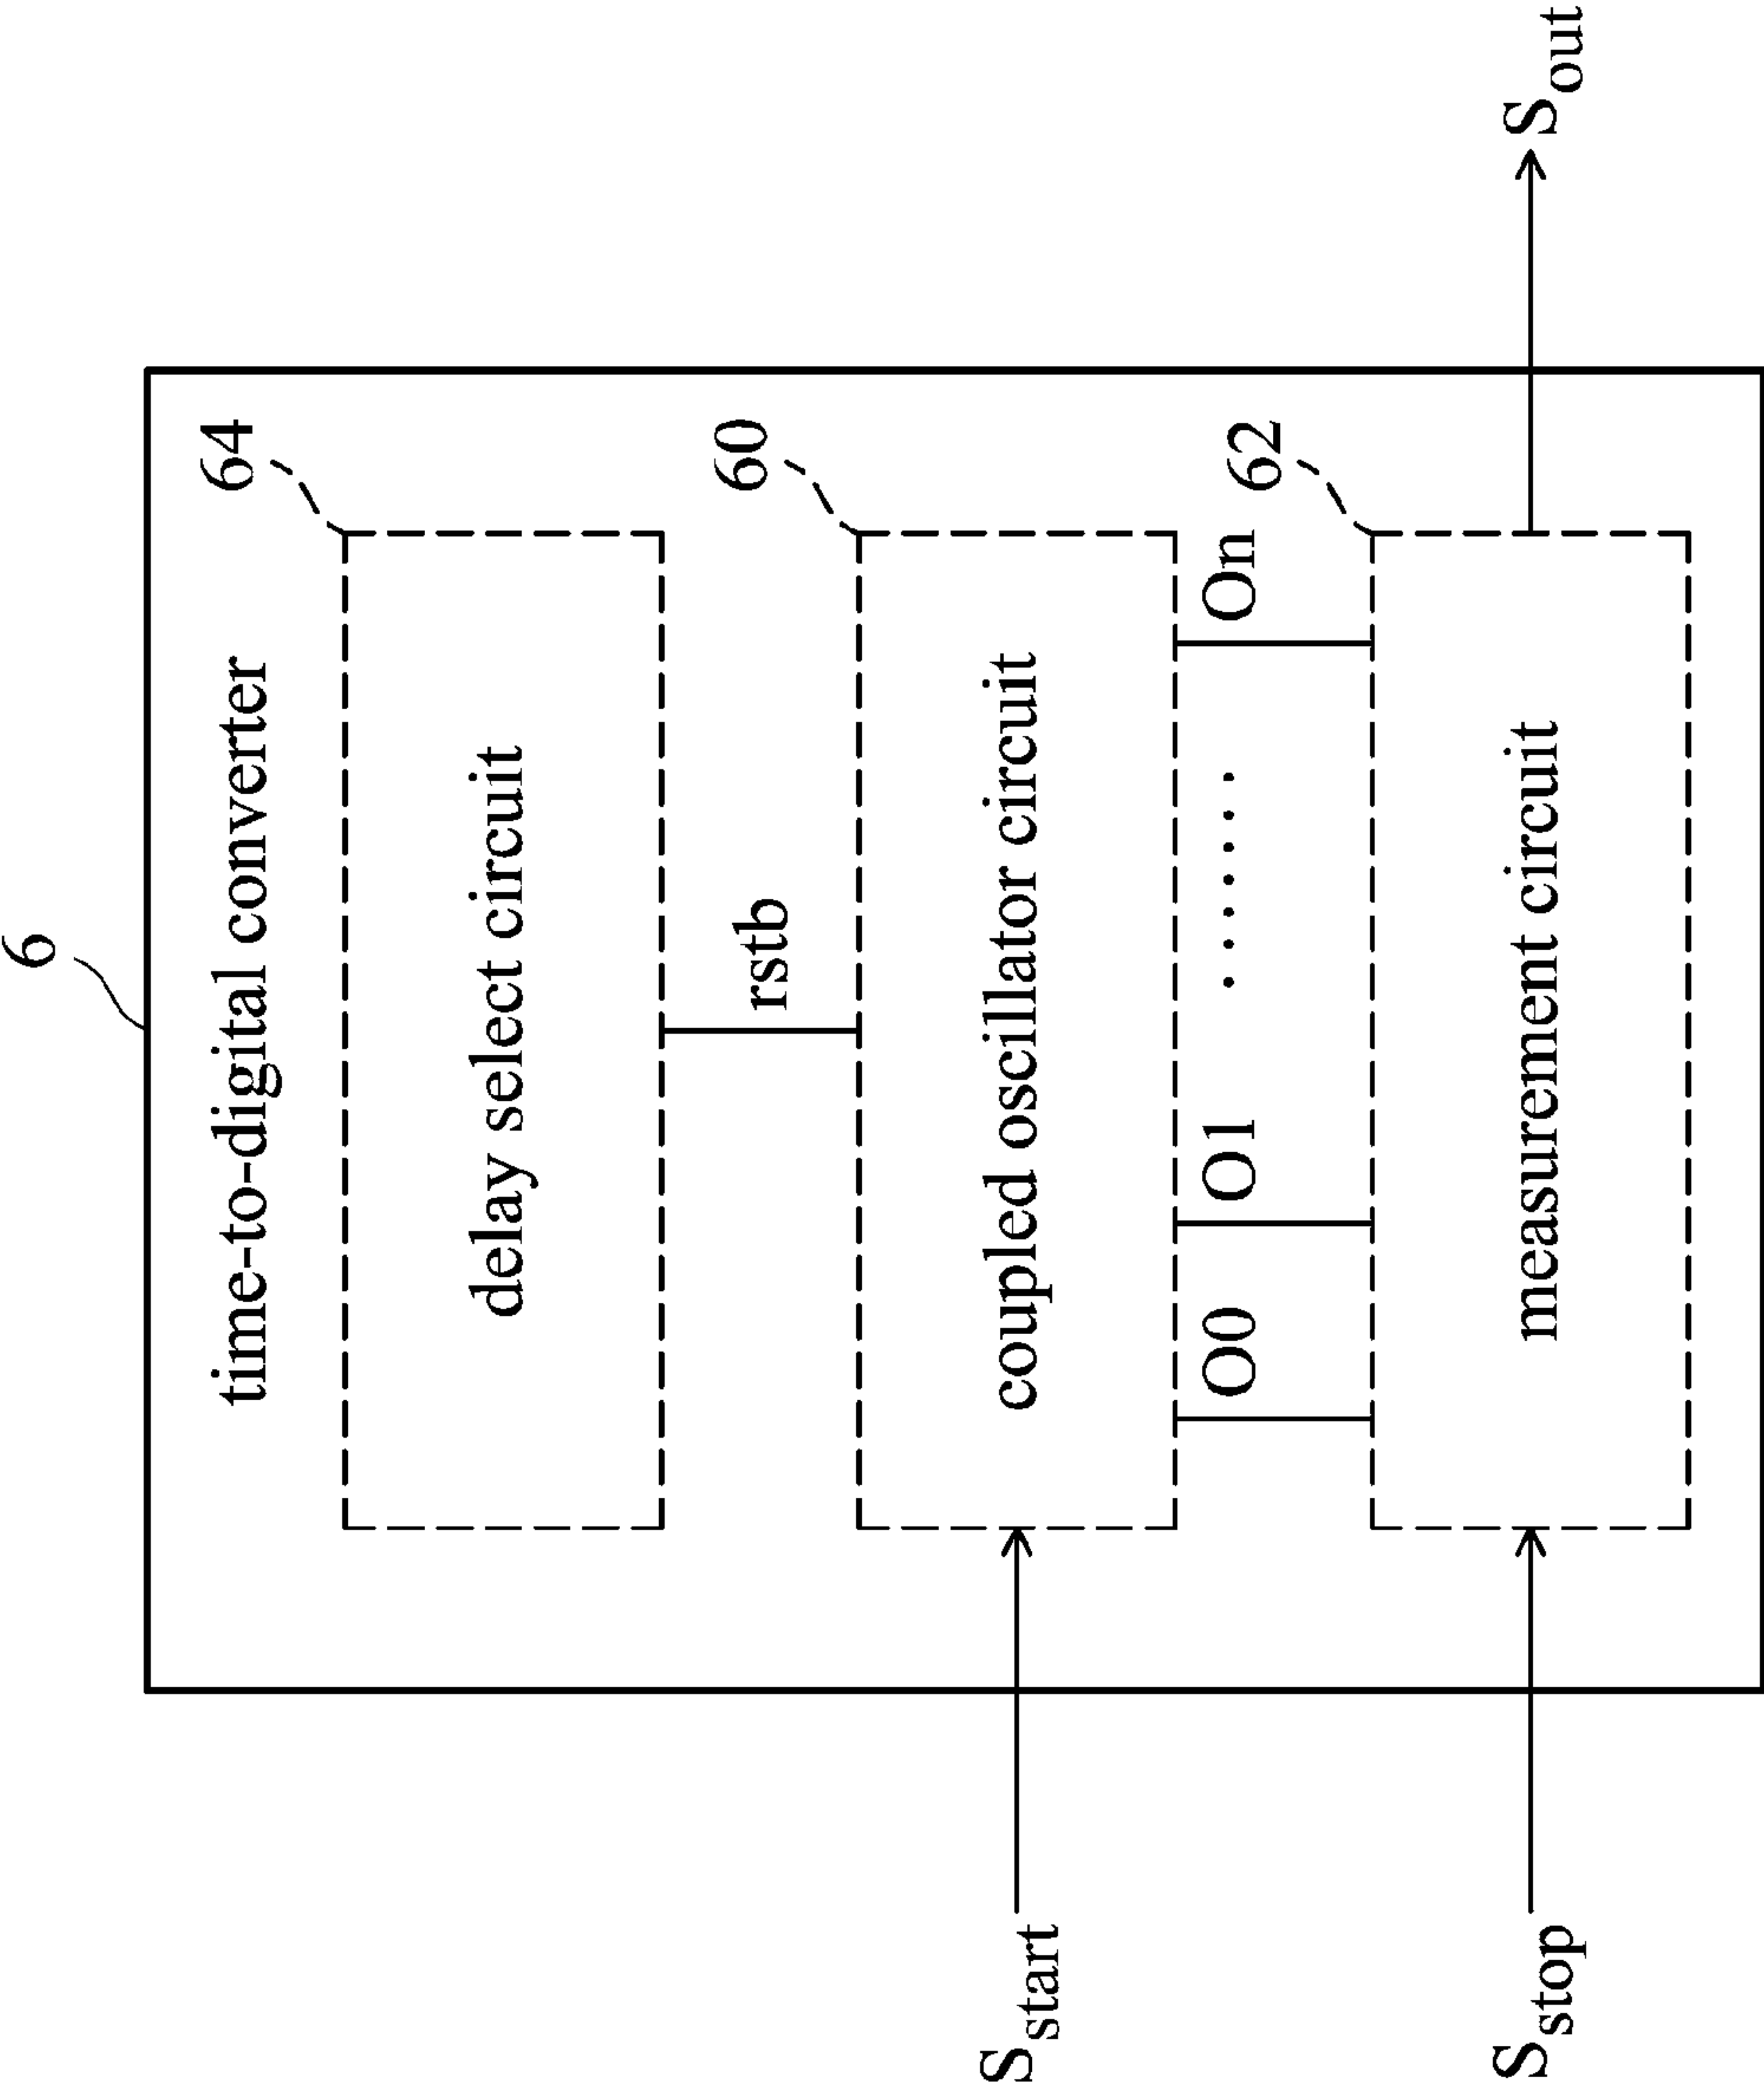 6
time-to-digital converter
64
delay select circuit
rstb
60
S_start
coupled oscillator circuit
O0
O1
......
On
62
S_stop
measurement circuit
S_out